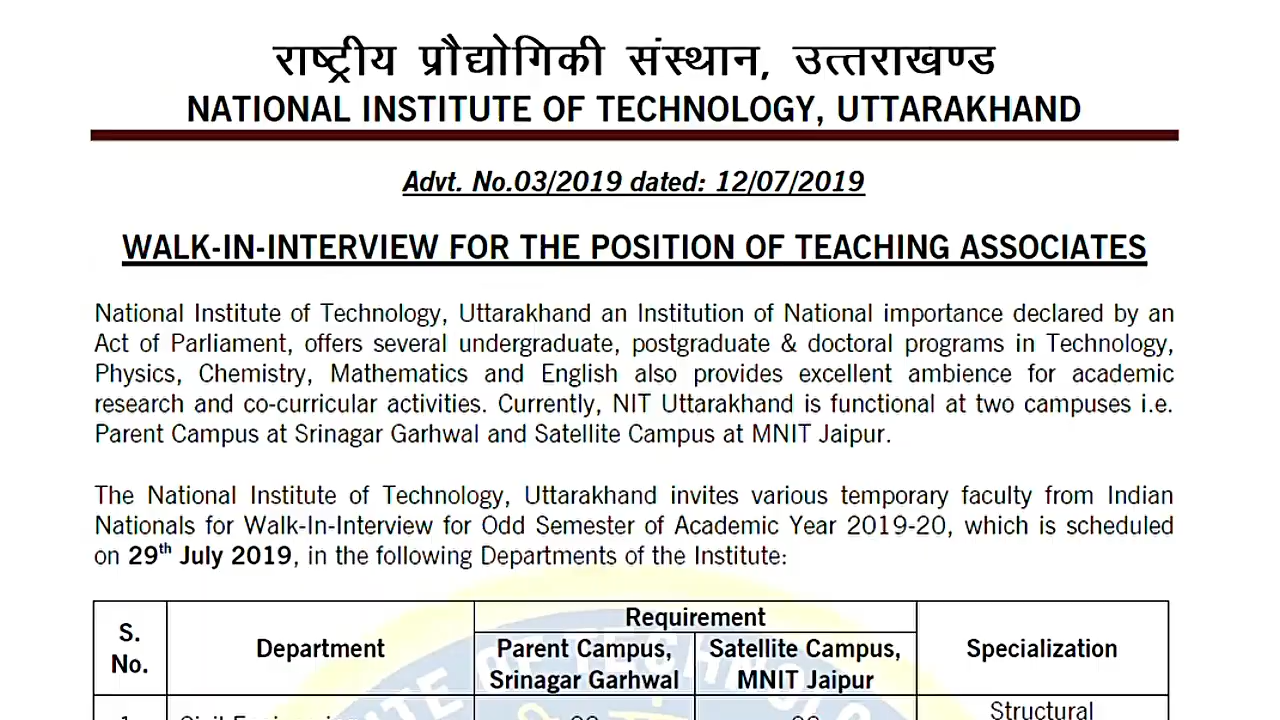 राष्ट्रीय प्रौद्योगिकी संस्थान, उत्तराखण्ड
NATIONAL INSTITUTE OF TECHNOLOGY, UTTARAKHAND
Advt. No.03/2019 dated: 12/07/2019
WALK-IN-INTERVIEW FOR THE POSITION OF TEACHING ASSOCIATES
National Institute of Technology, Uttarakhand an Institution of National importance declared by an
Act of Parliament, offers several undergraduate, postgraduate & doctoral programs in Technology,
Physics, Chemistry, Mathematics and English also provides excellent ambience for academic
research and co-curricular activities. Currently, NIT Uttarakhand is functional at two campuses i.e.
Parent Campus at Srinagar Garhwal and Satellite Campus at MNIT Jaipur.
The National Institute of Technology, Uttarakhand invites various temporary faculty from Indian
Nationals for Walk-In-Interview for Odd Semester of Academic Year 2019-20, which is scheduled
on 29th July 2019, in the following Departments of the Institute:
S. No.
Department
Requirement
Parent Campus, Srinagar Garhwal
Satellite Campus, MNIT Jaipur
Specialization
Structural